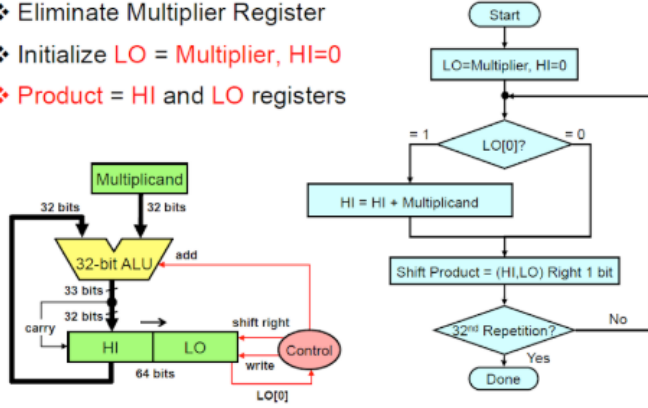 ❖ Eliminate Multiplier Register
❖ Initialize LO = Multiplier, HI=0
❖ Product = HI and LO registers
Multiplicand
32 bits
32 bits
32-bit ALU
add
33 bits
32 bits
carry
HI
LO
64 bits
shift right
write
Control
LO[0]
Start
LO=Multiplier, HI=0
= 1
LO[0]?
= 0
HI = HI + Multiplicand
Shift Product = (HI,LO) Right 1 bit
32nd Repetition?
No
Yes
Done